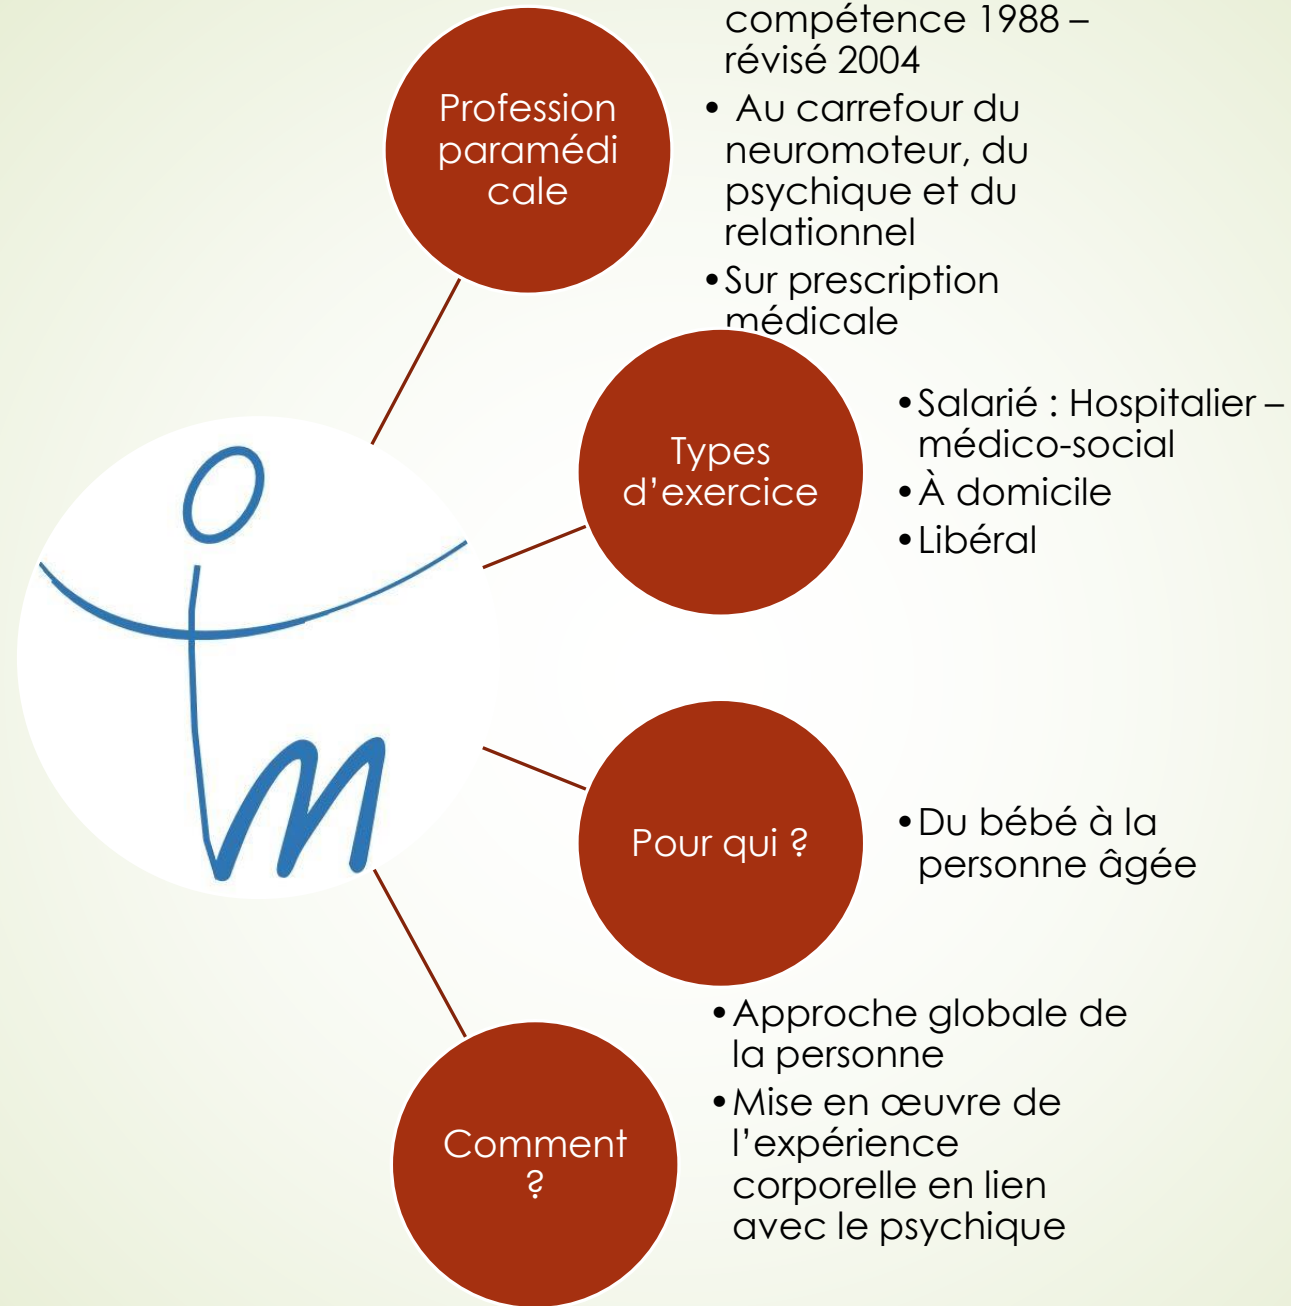 compétence 1988 –
révisé 2004
• Au carrefour du
neuromoteur, du
psychique et du
relationnel
• Sur prescription
médicale
Profession
paramédi
cale
Types
d’exercice
• Salarié : Hospitalier –
médico-social
• À domicile
• Libéral
Pour qui ?
• Du bébé à la
personne âgée
Comment
?
• Approche globale de
la personne
• Mise en œuvre de
l’expérience
corporelle en lien
avec le psychique